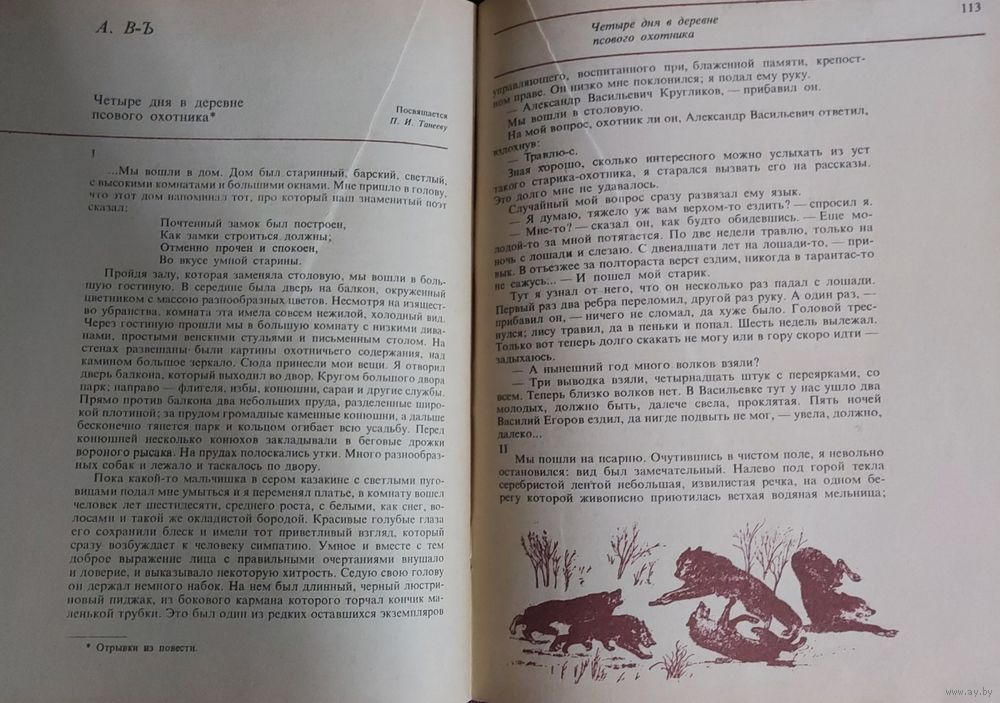 А. В-Ъ
Четыре дня в деревне
псового охотника*
Посвящается
П. И. Танееву
I
...Мы вошли в дом. Дом был старинный, барский, светлый,
с высокими комнатами и большими окнами. Мне пришло в голову,
что этот дом напоминал тот, про который наш знаменитый поэт
сказал:
Почтенный замок был построен,
Как замки строиться должны;
Отменно прочен и спокоен,
Во вкусе умной старины.
Пройдя залу, которая заменяла столовую, мы вошли в боль-
шую гостиную. В середине была дверь на балкон, окруженный
цветником с массою разнообразных цветов. Несмотря на изящест-
во убранства, комната эта имела совсем нежилой, холодный вид.
Через гостиную прошли мы в большую комнату с низкими дива-
нами, простыми венскими стульями и письменным столом. На
стенах развешаны были картины охотничьего содержания, над
камином большое зеркало. Сюда принесли мои вещи. Я отворил
дверь балкона, который выходил во двор. Кругом большого двора
парк; направо — флигеля, избы, конюшни, сараи и другие службы.
Прямо против балкона два небольших пруда, разделенные широ-
кой плотиной; за прудом громадные каменные конюшни, а дальше
бесконечно тянется парк и кольцом огибает всю усадьбу. Перед
конюшней несколько конюхов закладывали в беговые дрожки
вороного рысака. На прудах полоскались утки. Много разнообраз-
ных собак и лежало и таскалось по двору.
Пока какой-то мальчишка в сером казакине с светлыми пуго-
вицами подал мне умыться и я переменял платье, в комнату вошел
человек лет шестидесяти, среднего роста, с белыми, как снег, во-
лосами и такой же окладистой бородой. Красивые голубые глаза
его сохранили блеск и имели тот приветливый взгляд, который
сразу возбуждает к человеку симпатию. Умное и вместе с тем
доброе выражение лица с правильными очертаниями внушало
и доверие, и выказывало некоторую хитрость. Седую свою голову
он держал немного набок. На нем был длинный, черный люстри-
новый пиджак, из бокового кармана которого торчал кончик ма-
ленькой трубки. Это был один из редких оставшихся экземпляров
* Отрывки из повести.
Четыре дня в деревне
псового охотника
113
управляющего, воспитанного при, блаженной памяти, крепост-
ном праве. Он низко мне поклонился; я подал ему руку.
— Александр Васильевич Кругликов, — прибавил он.
Мы вошли в столовую.
На мой вопрос, охотник ли он, Александр Васильевич ответил,
вздохнув:
— Травлю-с.
Зная хорошо, сколько интересного можно услыхать из уст
такого старика-охотника, я старался вызвать его на рассказы.
Это долго мне не удавалось.
Случайный мой вопрос сразу развязал ему язык.
— Я думаю, тяжело уж вам верхом-то ездить? — спросил я.
— Мне-то? — сказал он, как будто обидевшись. — Еще мо-
лодой-то за мной потягается. По две недели травлю, только на
ночь с лошади и слезаю. С двенадцати лет на лошади-то, — при-
вык. В отъезжее за полтораста верст ездим, никогда в тарантас-то
не сажусь... — И пошел мой старик.
Тут я узнал от него, что он несколько раз падал с лошади.
Первый раз два ребра переломил, другой раз руку. А один раз, —
прибавил он, — ничего не сломал, да хуже было. Головой трес-
нулся; лису травил, да в пеньки и попал. Шесть недель вылежал.
Только вот теперь долго скакать не могу или в гору скоро идти —
задыхаюсь.
— А нынешний год много волков взяли?
— Три выводка взяли, четырнадцать штук с переярками, со
всем. Теперь близко волков нет. В Васильевке тут у нас ушло два
молодых, должно быть, далече свела, проклятая. Пять ночей
Василий Егоров ездил, да нигде подвыть не мог, — увела, должно,
далеко...
II
Мы пошли на псарню. Очутившись в чистом поле, я невольно
остановился: вид был замечательный. Налево под горой текла
серебристой лентой небольшая, извилистая речка, на одном бе-
регу которой живописно приютилась ветхая водяная мельница;
www.ay.by